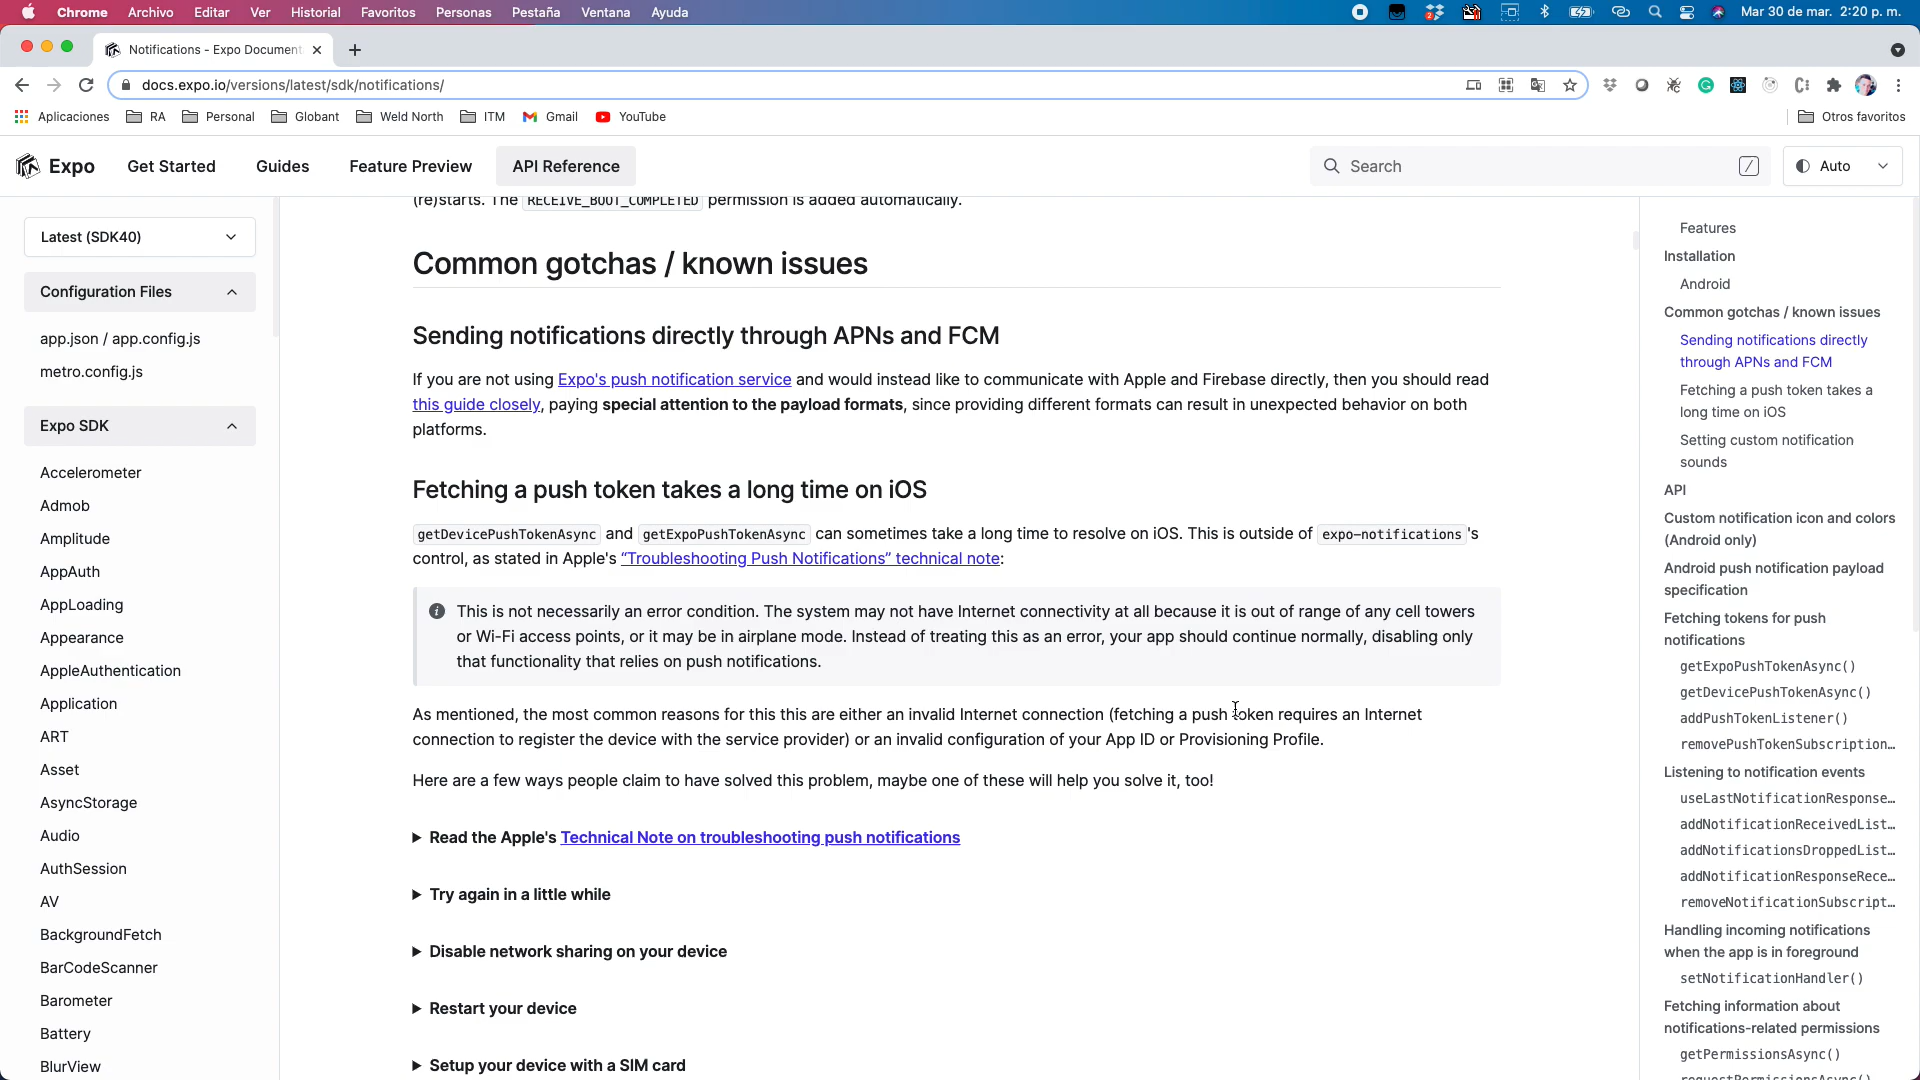 Chrome Archivo Editar Ver Historial Favoritos Personas Pestaña Ventana Ayuda
Mar 30 de mar. 2:20 p. m.
Notifications - Expo Document
docs.expo.io/versions/latest/sdk/notifications/
Aplicaciones RA Personal Globant Weld North ITM Gmail YouTube Otros favoritos
Expo Get Started Guides Feature Preview API Reference Search / Auto
Latest (SDK40)
Configuration Files
app.json / app.config.js
metro.config.js
Expo SDK
Accelerometer
Admob
Amplitude
AppAuth
AppLoading
Appearance
AppleAuthentication
Application
ART
Asset
AsyncStorage
Audio
AuthSession
AV
BackgroundFetch
BarCodeScanner
Barometer
Battery
BlurView
(re)starts. The RECEIVE_BOOT_COMPLETED permission is added automatically.
Common gotchas / known issues
Sending notifications directly through APNs and FCM
If you are not using Expo's push notification service and would instead like to communicate with Apple and Firebase directly, then you should read
this guide closely, paying special attention to the payload formats, since providing different formats can result in unexpected behavior on both
platforms.
Fetching a push token takes a long time on iOS
getDevicePushTokenAsync and getExpoPushTokenAsync can sometimes take a long time to resolve on iOS. This is outside of expo-notifications 's
control, as stated in Apple's “Troubleshooting Push Notifications” technical note:
This is not necessarily an error condition. The system may not have Internet connectivity at all because it is out of range of any cell towers
or Wi-Fi access points, or it may be in airplane mode. Instead of treating this as an error, your app should continue normally, disabling only
that functionality that relies on push notifications.
As mentioned, the most common reasons for this this are either an invalid Internet connection (fetching a push token requires an Internet
connection to register the device with the service provider) or an invalid configuration of your App ID or Provisioning Profile.
Here are a few ways people claim to have solved this problem, maybe one of these will help you solve it, too!
Read the Apple's Technical Note on troubleshooting push notifications
Try again in a little while
Disable network sharing on your device
Restart your device
Setup your device with a SIM card
Features
Installation
Android
Common gotchas / known issues
Sending notifications directly
through APNs and FCM
Fetching a push token takes a
long time on iOS
Setting custom notification
sounds
API
Custom notification icon and colors
(Android only)
Android push notification payload
specification
Fetching tokens for push
notifications
getExpoPushTokenAsync()
getDevicePushTokenAsync()
addPushTokenListener()
removePushTokenSubscription…
Listening to notification events
useLastNotificationResponse…
addNotificationReceivedList…
addNotificationsDroppedList…
addNotificationResponseRece…
removeNotificationSubscript…
Handling incoming notifications
when the app is in foreground
setNotificationHandler()
Fetching information about
notifications-related permissions
getPermissionsAsync()
requestPermissionsAsync()